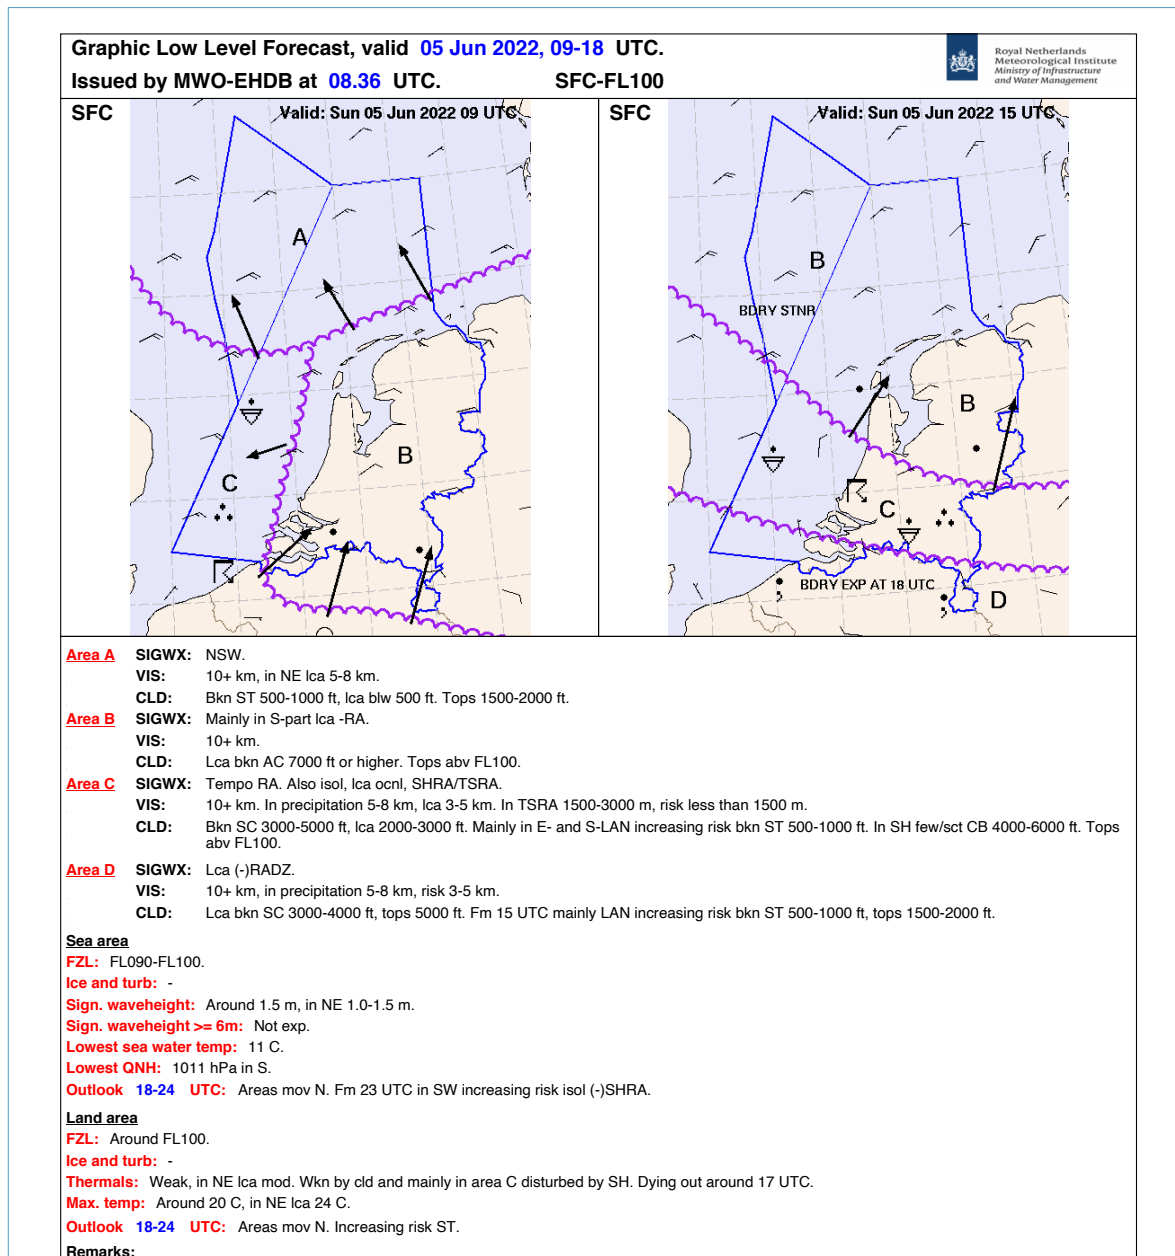 Graphic Low Level Forecast, valid 05 Jun 2022, 09-18 UTC.
Issued by MWO-EHDB at 08.36 UTC. SFC-FL100
Royal Netherlands
Meteorological Institute
Ministry of Infrastructure
and Water Management
SFC
Valid: Sun 05 Jun 2022 09 UTC
A
B
C
SFC
Valid: Sun 05 Jun 2022 15 UTC
B
BDRY STNR
B
C
BDRY EXP AT 18 UTC
D
Area A SIGWX: NSW.
VIS: 10+ km, in NE lca 5-8 km.
CLD: Bkn ST 500-1000 ft, lca blw 500 ft. Tops 1500-2000 ft.
Area B SIGWX: Mainly in S-part lca -RA.
VIS: 10+ km.
CLD: Lca bkn AC 7000 ft or higher. Tops abv FL100.
Area C SIGWX: Tempo RA. Also isol, lca ocnl, SHRA/TSRA.
VIS: 10+ km. In precipitation 5-8 km, lca 3-5 km. In TSRA 1500-3000 m, risk less than 1500 m.
CLD: Bkn SC 3000-5000 ft, lca 2000-3000 ft. Mainly in E- and S-LAN increasing risk bkn ST 500-1000 ft. In SH few/sct CB 4000-6000 ft. Tops
abv FL100.
Area D SIGWX: Lca (-)RADZ.
VIS: 10+ km, in precipitation 5-8 km, risk 3-5 km.
CLD: Lca bkn SC 3000-4000 ft, tops 5000 ft. Fm 15 UTC mainly LAN increasing risk bkn ST 500-1000 ft, tops 1500-2000 ft.
Sea area
FZL: FL090-FL100.
Ice and turb: -
Sign. waveheight: Around 1.5 m, in NE 1.0-1.5 m.
Sign. waveheight >= 6m: Not exp.
Lowest sea water temp: 11 C.
Lowest QNH: 1011 hPa in S.
Outlook 18-24 UTC: Areas mov N. Fm 23 UTC in SW increasing risk isol (-)SHRA.
Land area
FZL: Around FL100.
Ice and turb: -
Thermals: Weak, in NE lca mod. Wkn by cld and mainly in area C disturbed by SH. Dying out around 17 UTC.
Max. temp: Around 20 C, in NE lca 24 C.
Outlook 18-24 UTC: Areas mov N. Increasing risk ST.
Remarks: